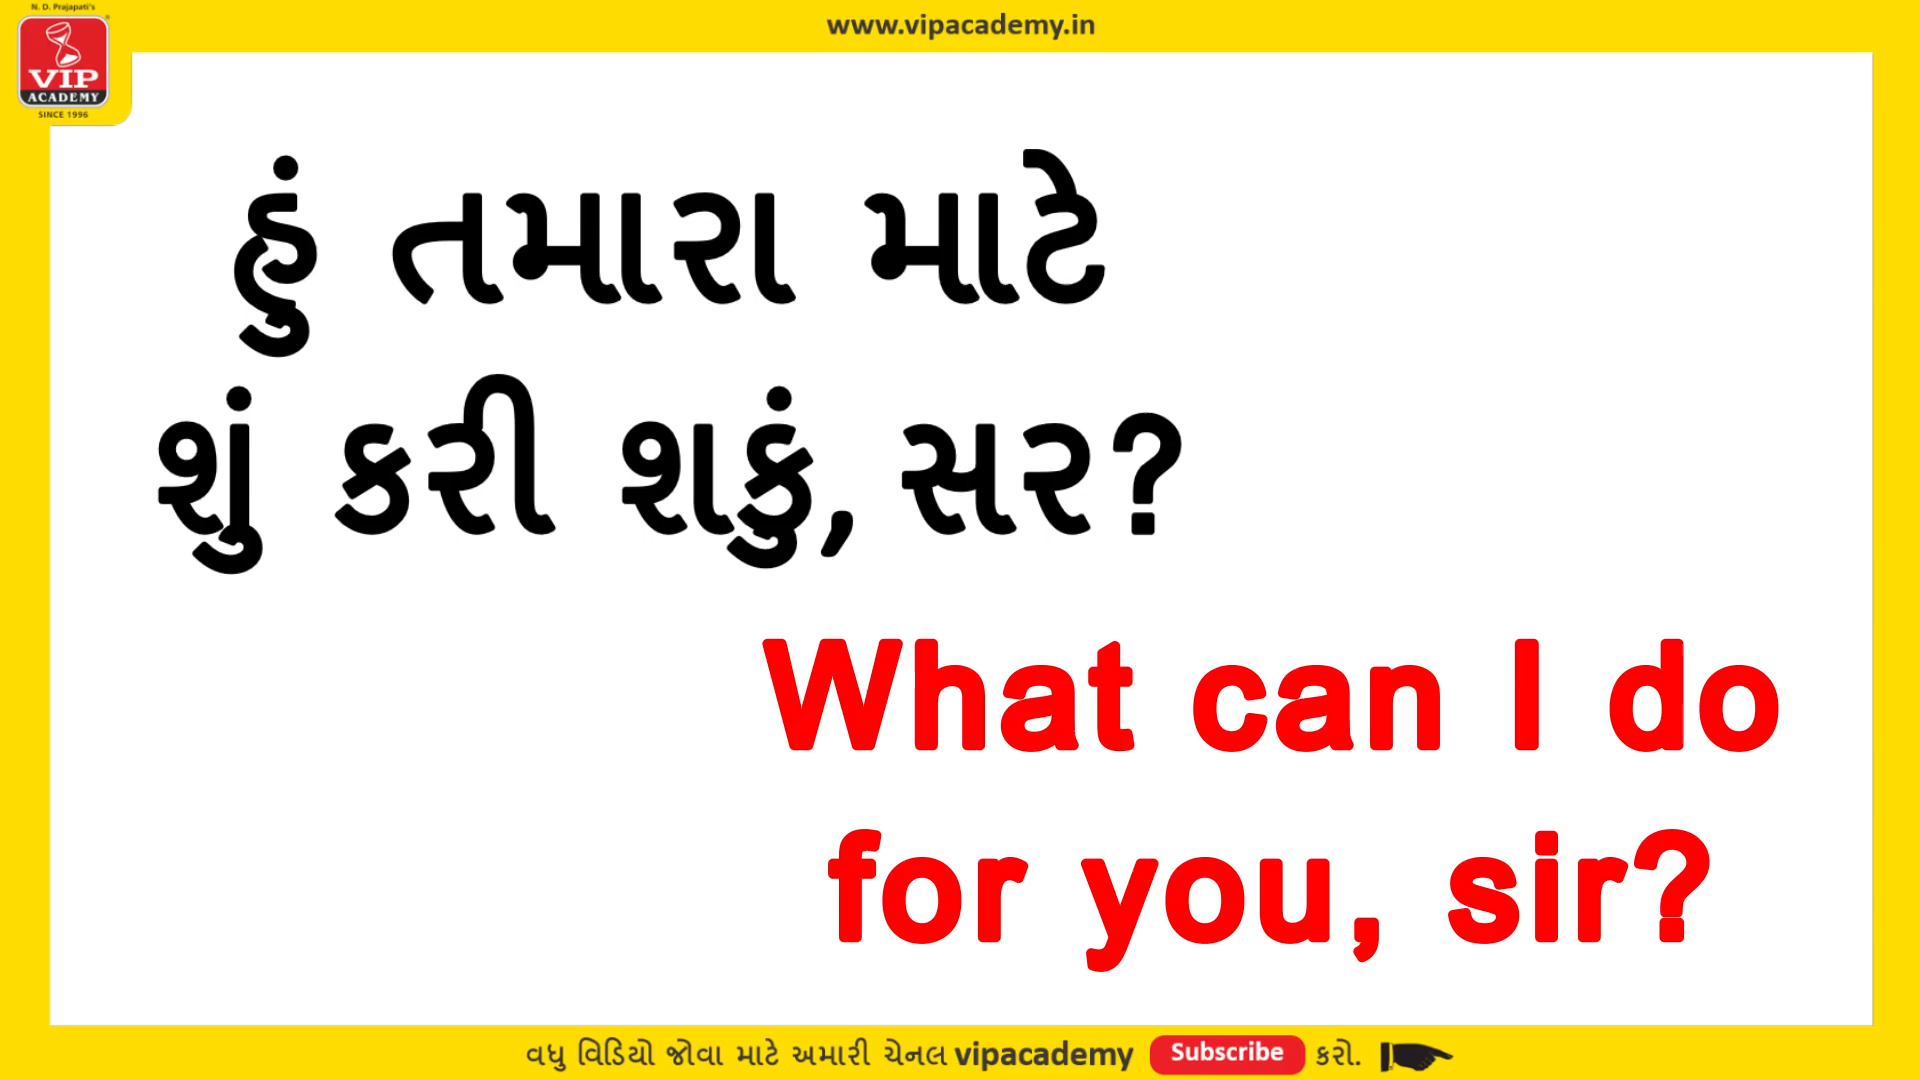 N. D. Prajapati's
VIP
ACADEMY
SINCE 1996
www.vipacademy.in
હું તમારા માટે
શું કરી શકું, સર?
What can I do
for you, sir?
વધુ વિડિયો જોવા માટે અમારી ચેનલ vipacademy Subscribe કરો.